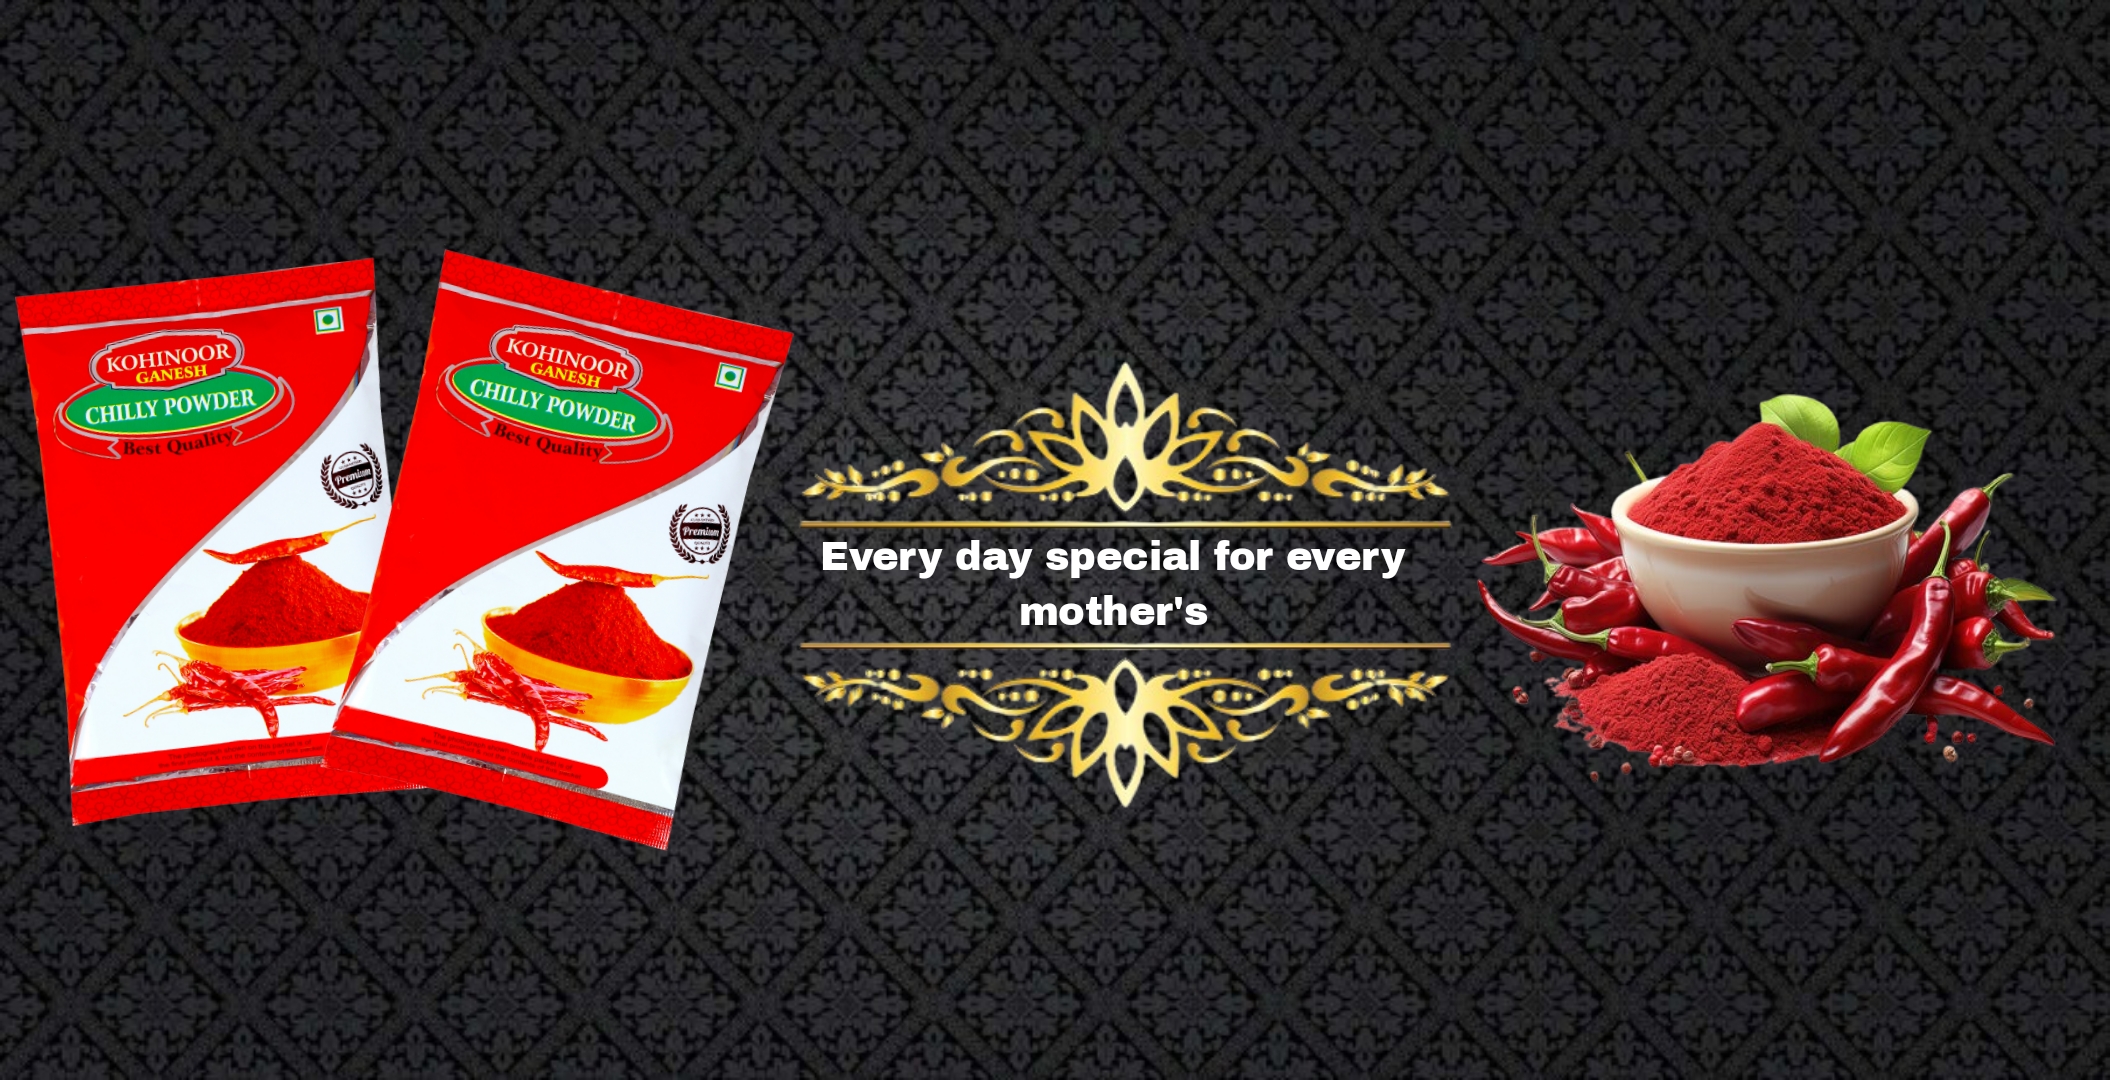 KOHINOOR
GANESH
CHILLY POWDER
Best Quality
Premium
KOHINOOR
GANESH
CHILLY POWDER
Best Quality
Premium
QUALITY
Every day special for every
mother's